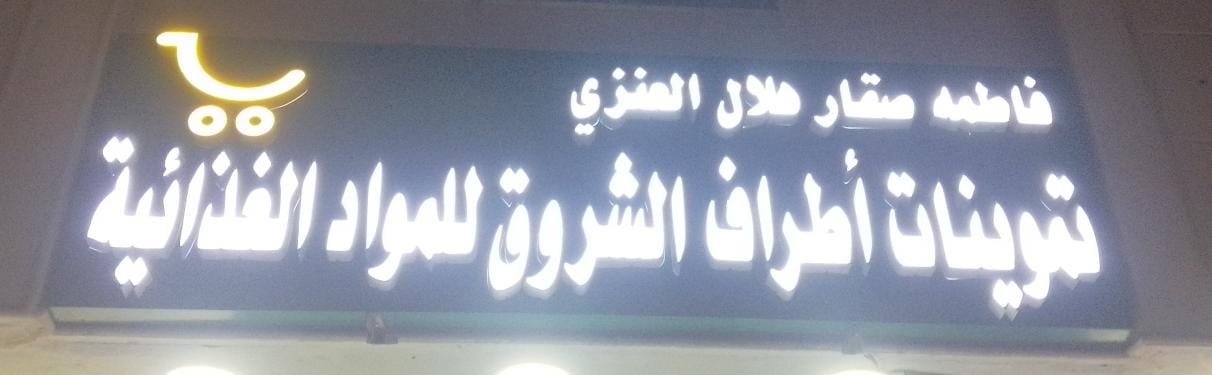 فاطمه صقار هلال العنزي
تموينات أطراف الشروق للمواد الغذائية